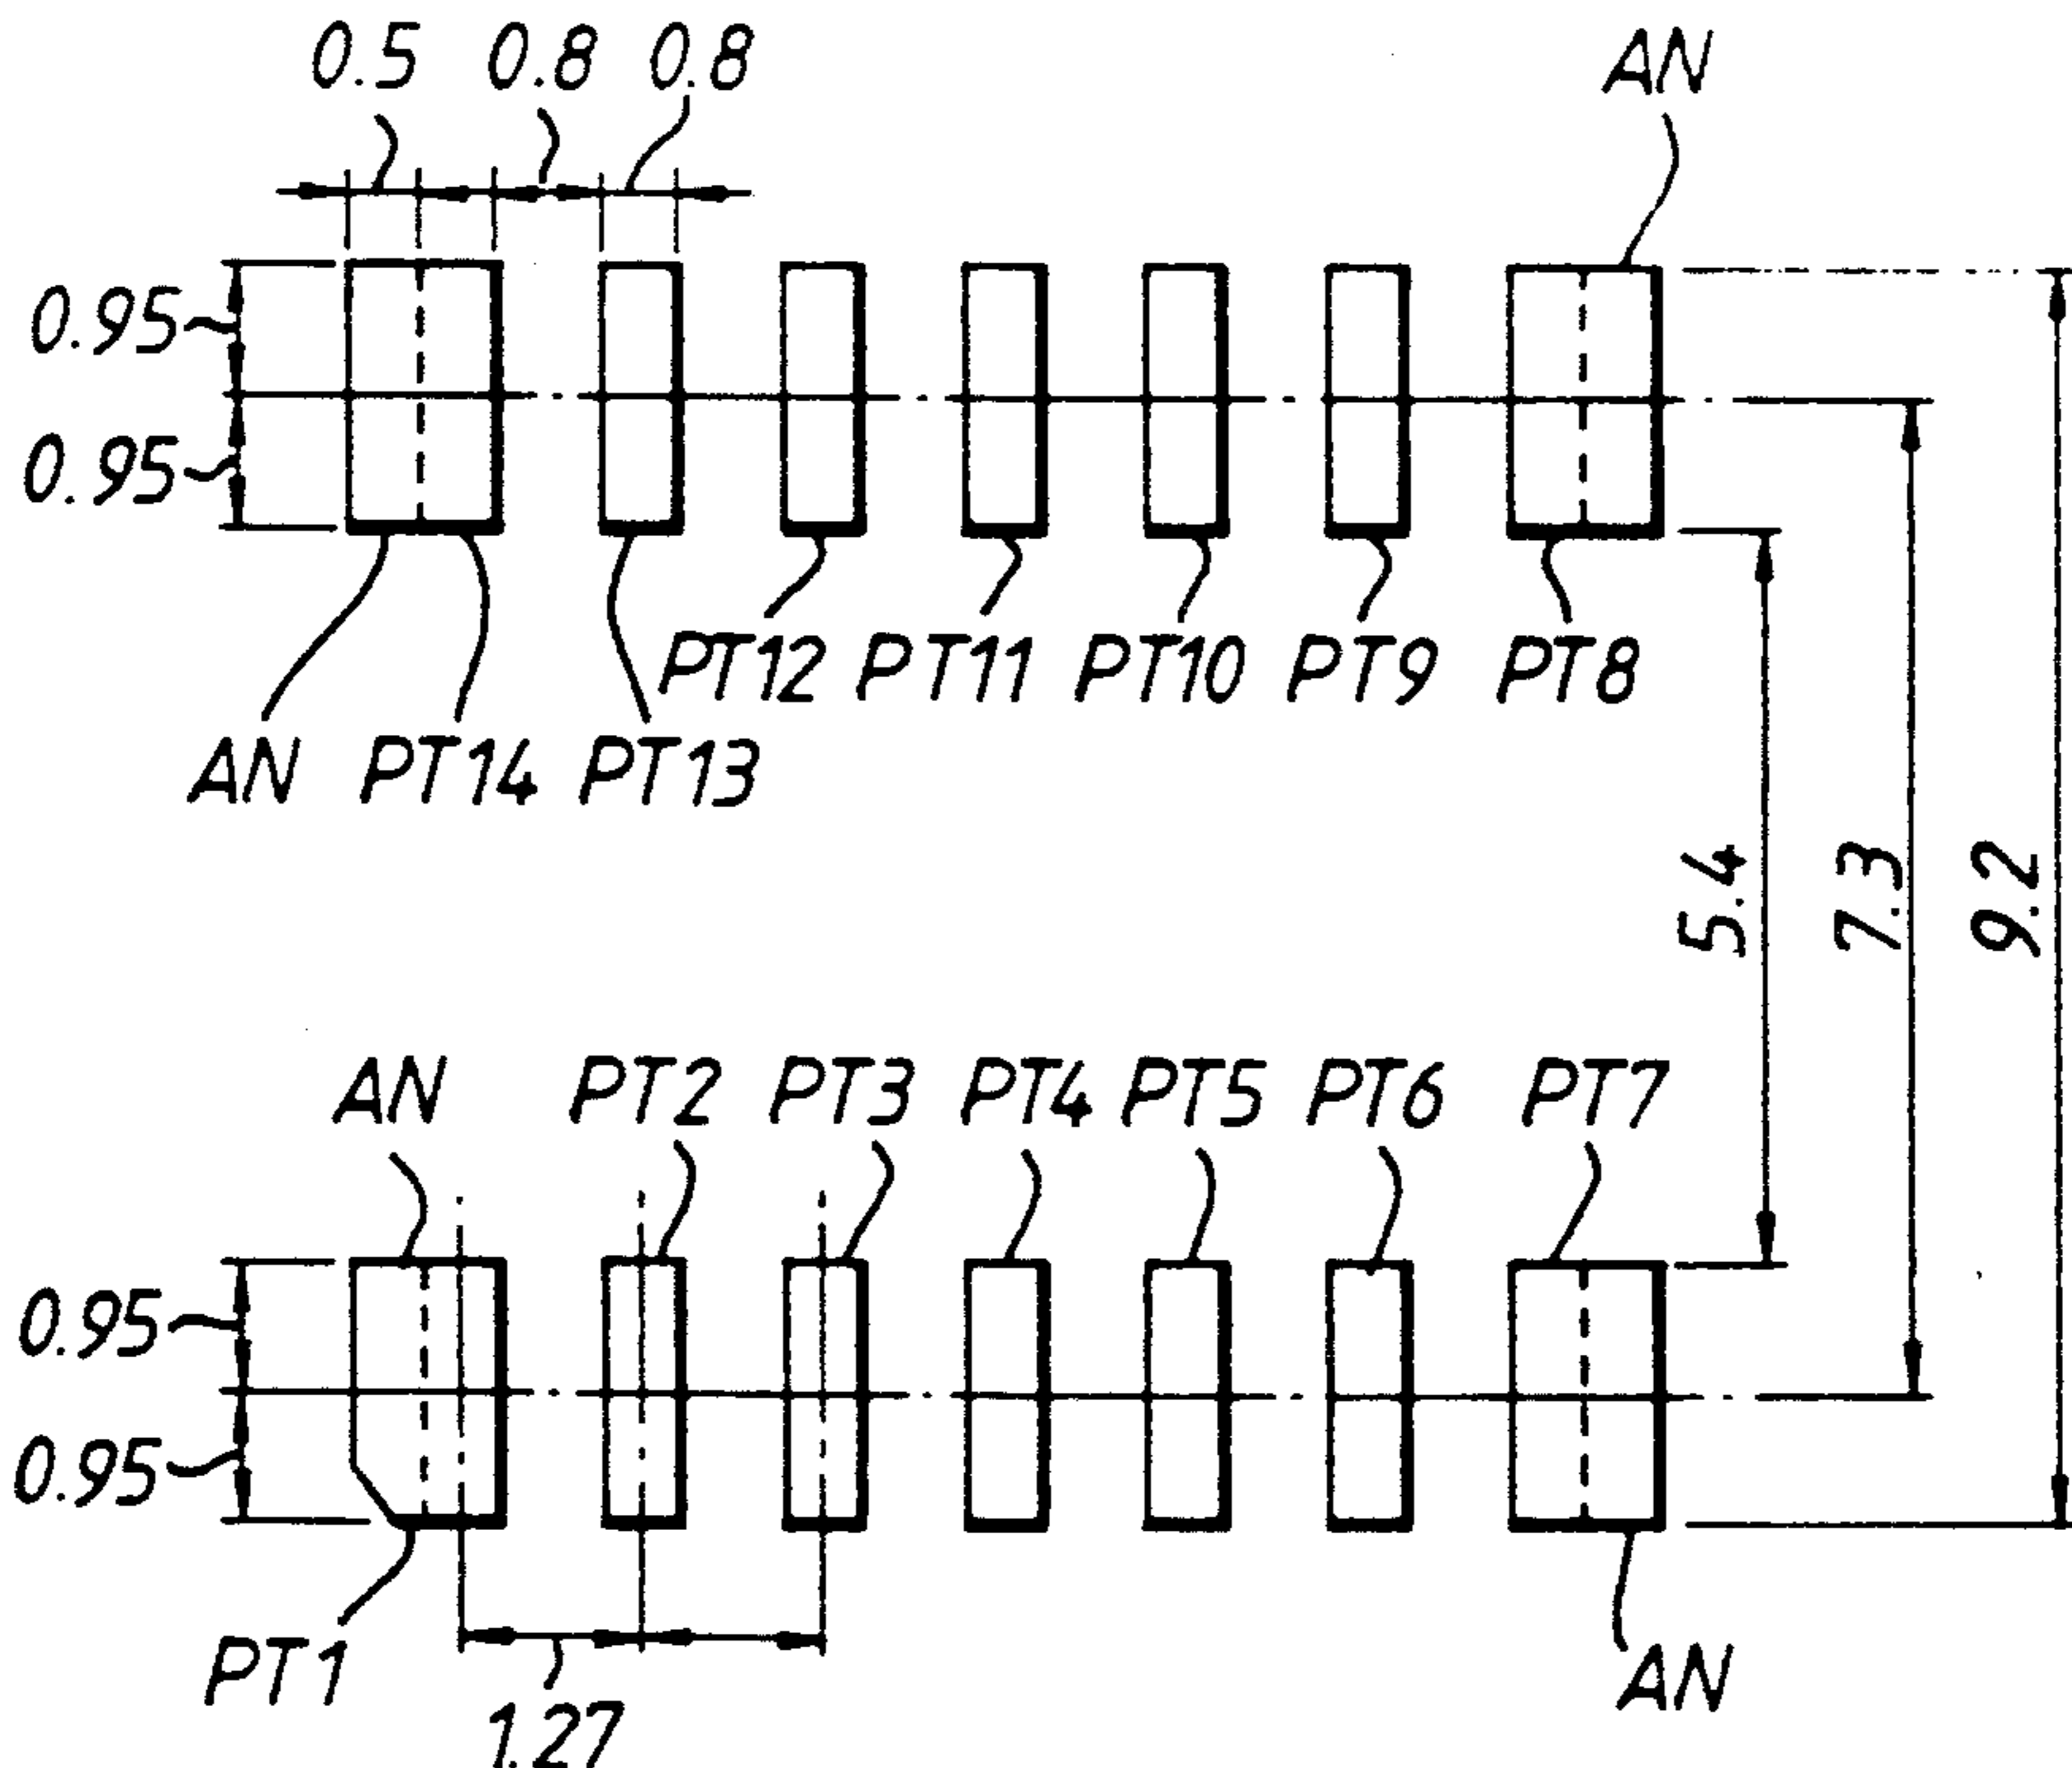 0.5 0.8 0.8 AN
0.95
0.95
PT12 PT11 PT10 PT9 PT8
AN PT14 PT13
5.4 7.3 9.2
AN PT2 PT3 PT4 PT5 PT6 PT7
0.95
0.95
PT1 AN
1.27